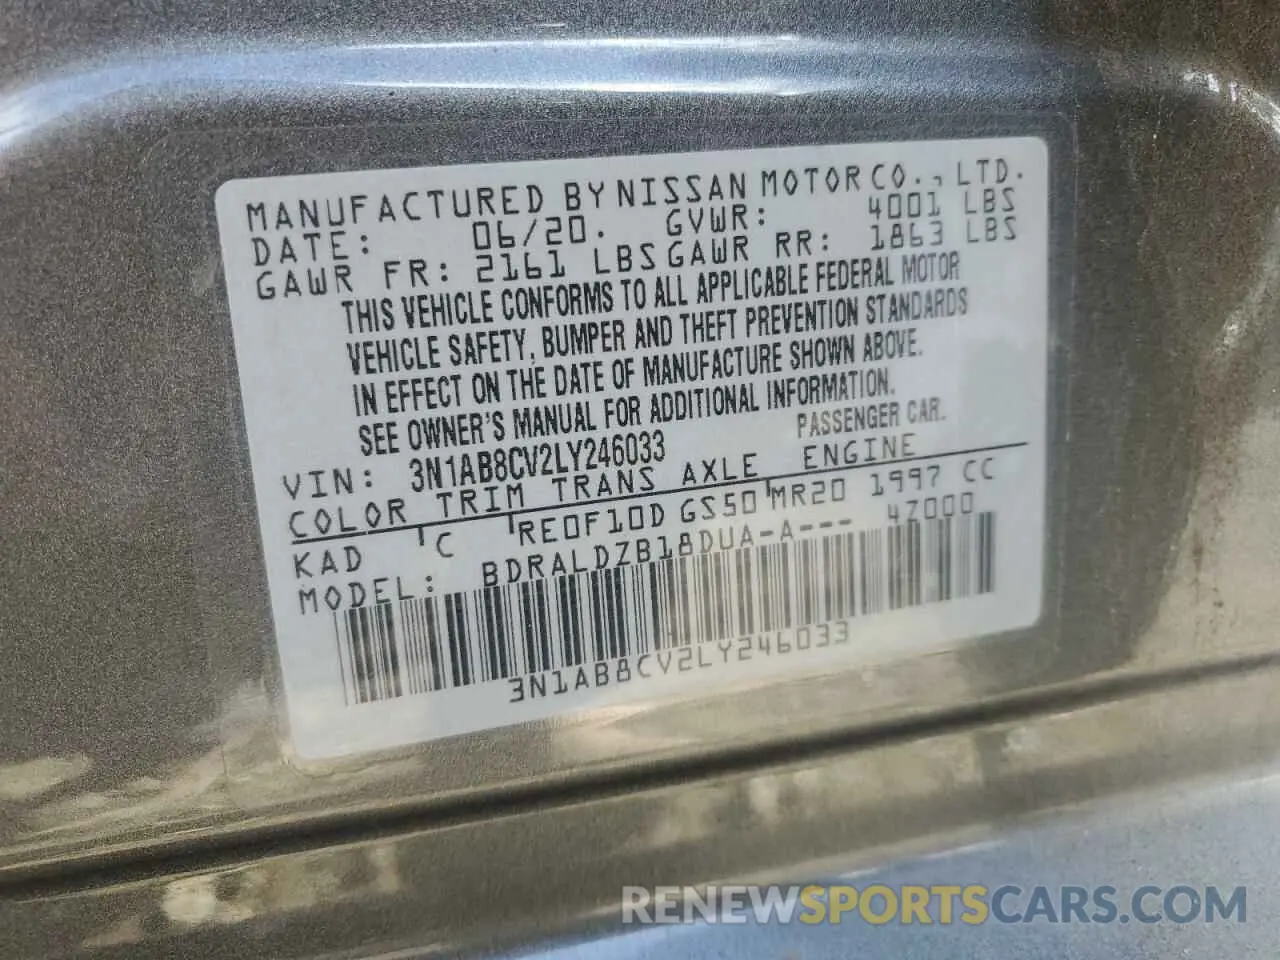 MANUFACTURED BY NISSAN MOTOR CO., LTD.
DATE: 06/20. GVWR: 4001 LBS
GAWR FR: 2161 LBS GAWR RR: 1863 LBS
THIS VEHICLE CONFORMS TO ALL APPLICABLE FEDERAL MOTOR
VEHICLE SAFETY, BUMPER AND THEFT PREVENTION STANDARDS
IN EFFECT ON THE DATE OF MANUFACTURE SHOWN ABOVE.
SEE OWNER'S MANUAL FOR ADDITIONAL INFORMATION.
VIN: 3N1AB8CV2LY246033 PASSENGER CAR.
COLOR TRIM TRANS AXLE ENGINE
KAD C RE0F10D GS50 MR20 1997 CC
MODEL: BDRALDZB18DUA-A--- 47000
3N1AB8CV2LY246033
RENEWSPORTSCARS.COM